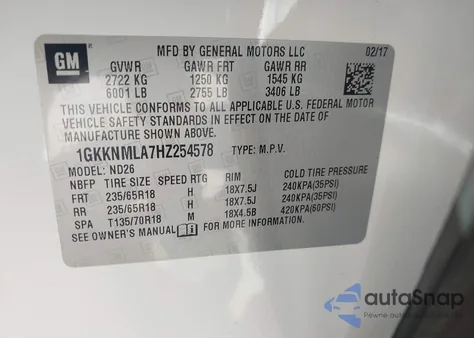 GM
MFD BY GENERAL MOTORS LLC 02/17
GVWR GAWR FRT GAWR RR
2722 KG 1250 KG 1545 KG
6001 LB 2755 LB 3406 LB
THIS VEHICLE CONFORMS TO ALL APPLICABLE U.S. FEDERAL MOTOR
VEHICLE SAFETY STANDARDS IN EFFECT ON THE DATE OF
MANUFACTURE SHOWN ABOVE.
1GKKNMLA7HZ254578 TYPE: M.P.V.
MODEL: ND26
NBFP TIRE SIZE SPEED RTG RIM COLD TIRE PRESSURE
FRT 235/65R18 H 18X7.5J 240KPA(35PSI)
RR 235/65R18 H 18X7.5J 240KPA(35PSI)
SPA T135/70R18 M 18X4.5B 420KPA(60PSI)
SEE OWNER'S MANUAL FOR MORE INFORMATION.
autoSnap